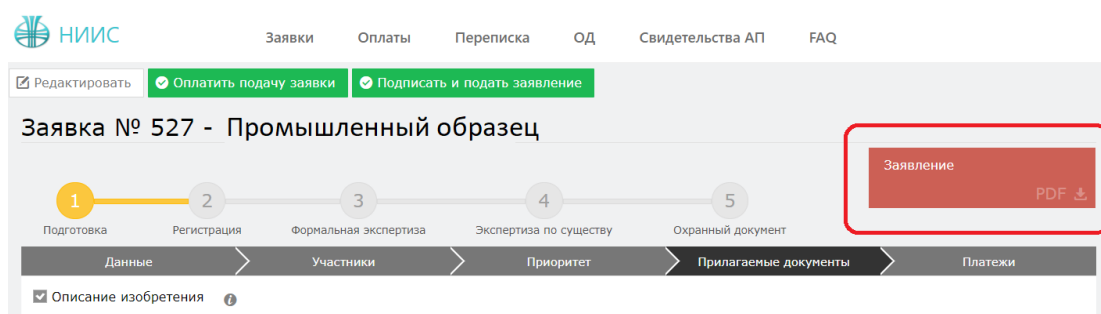 НИИС
Заявки Оплаты Переписка ОД Свидетельства АП FAQ
Редактировать Оплатить подачу заявки Подписать и подать заявление
Заявка № 527 - Промышленный образец
Заявление
PDF
1 2 3 4 5
Подготовка Регистрация Формальная экспертиза Экспертиза по существу Охранный документ
Данные Участники Приоритет Прилагаемые документы Платежи
Описание изобретения i